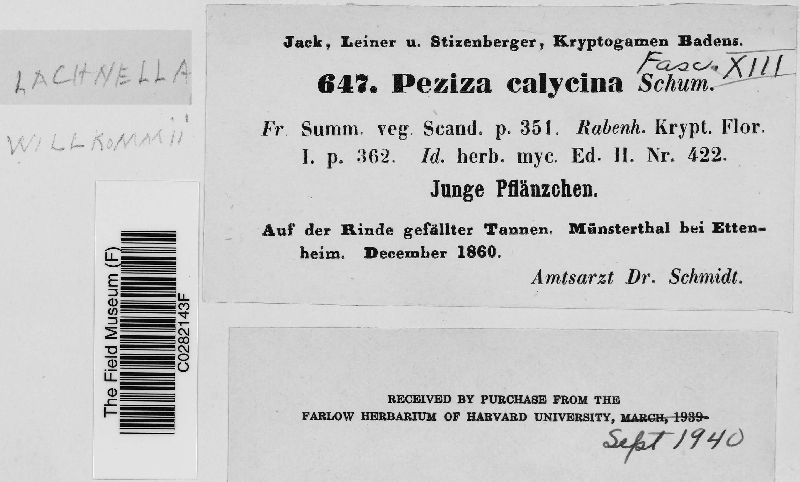 LACHNELLA
WILLKOMMII
The Field Museum (F)
C0282143F
Jack, Leiner u. Stizenberger, Kryptogamen Badens.
Fasc. XIII
647. Peziza calycina Schum.
Fr. Summ. veg. Scand. p. 351. Rabenh. Krypt. Flor.
I. p. 362. Id. herb. myc. Ed. II. Nr. 422.
Junge Pflänzchen.
Auf der Rinde gefällter Tannen. Münsterthal bei Etten-
heim. December 1860.
Amtsarzt Dr. Schmidt.
RECEIVED BY PURCHASE FROM THE
FARLOW HERBARIUM OF HARVARD UNIVERSITY, MARCH, 1939
Sept 1940